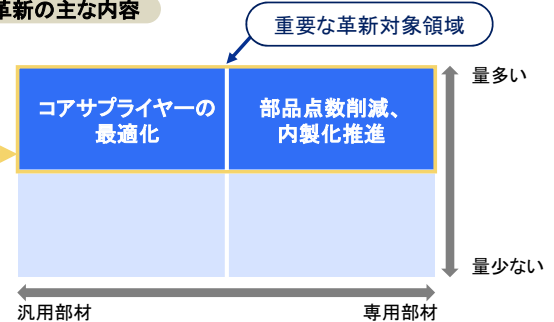 革新の主な内容
重要な革新対象領域
コアサプライヤーの
最適化
部品点数削減、
内製化推進
量多い
量少ない
汎用部材
専用部材